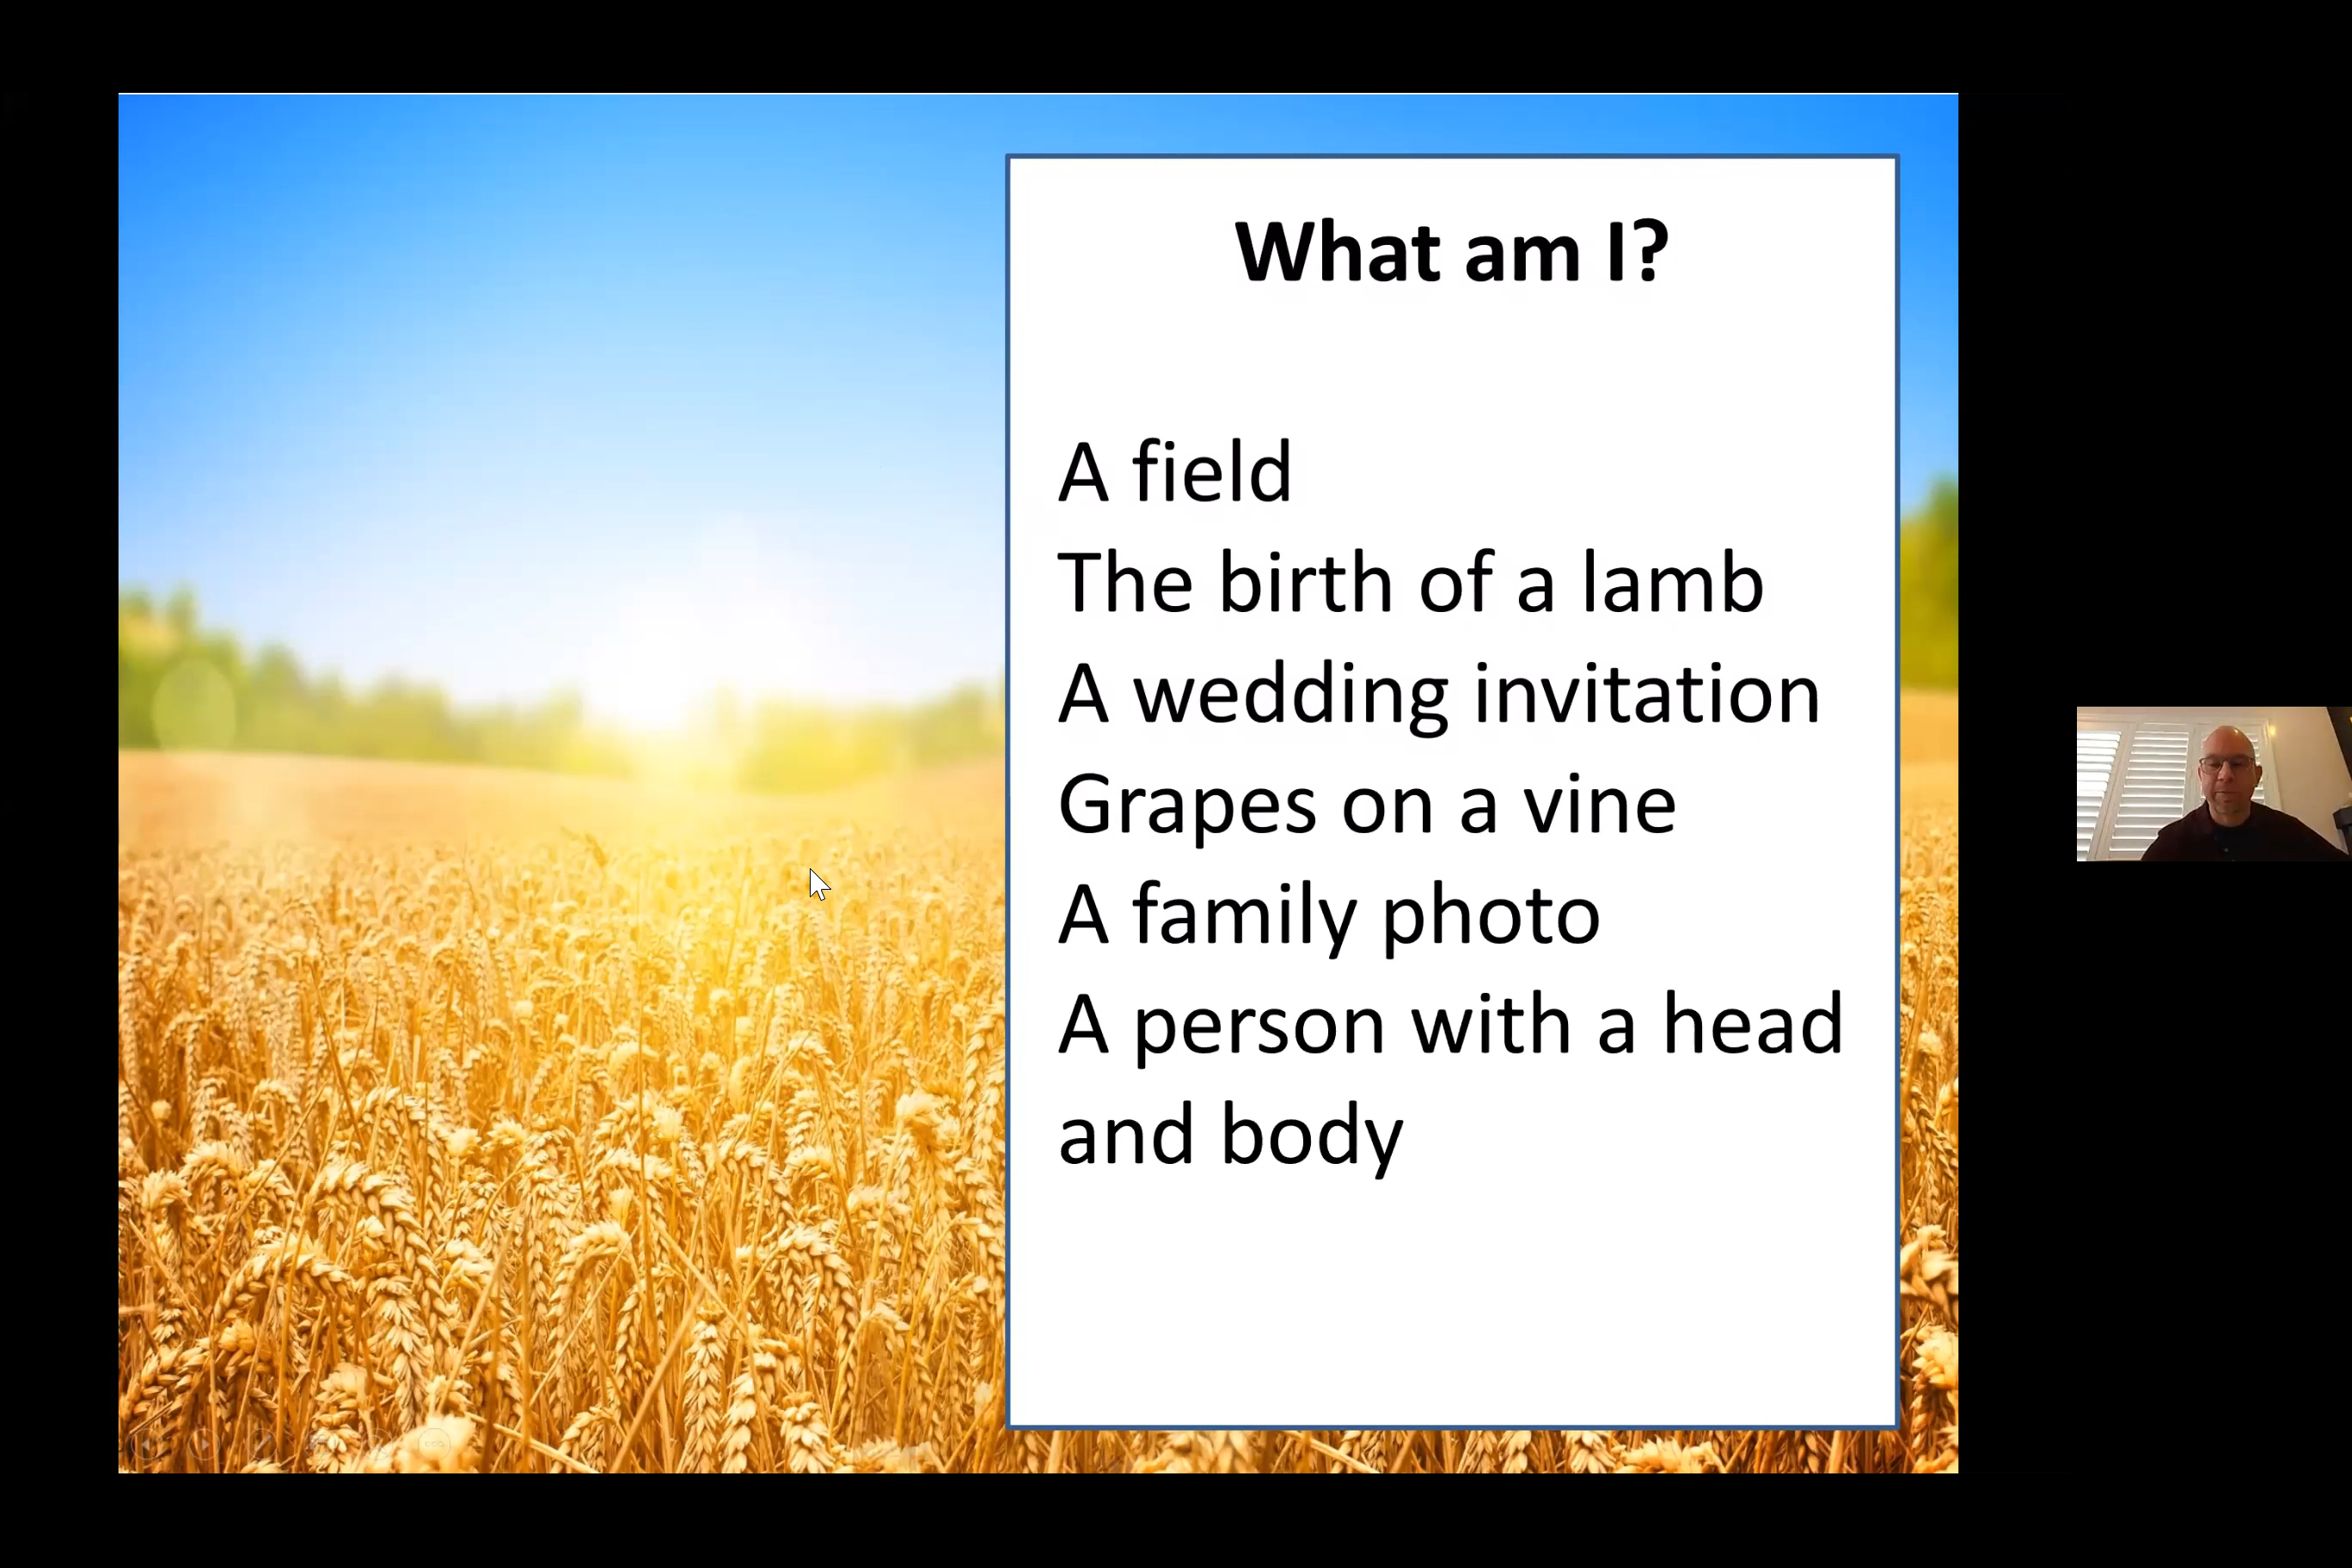 What am I?
A field
The birth of a lamb
A wedding invitation
Grapes on a vine
A family photo
A person with a head
and body